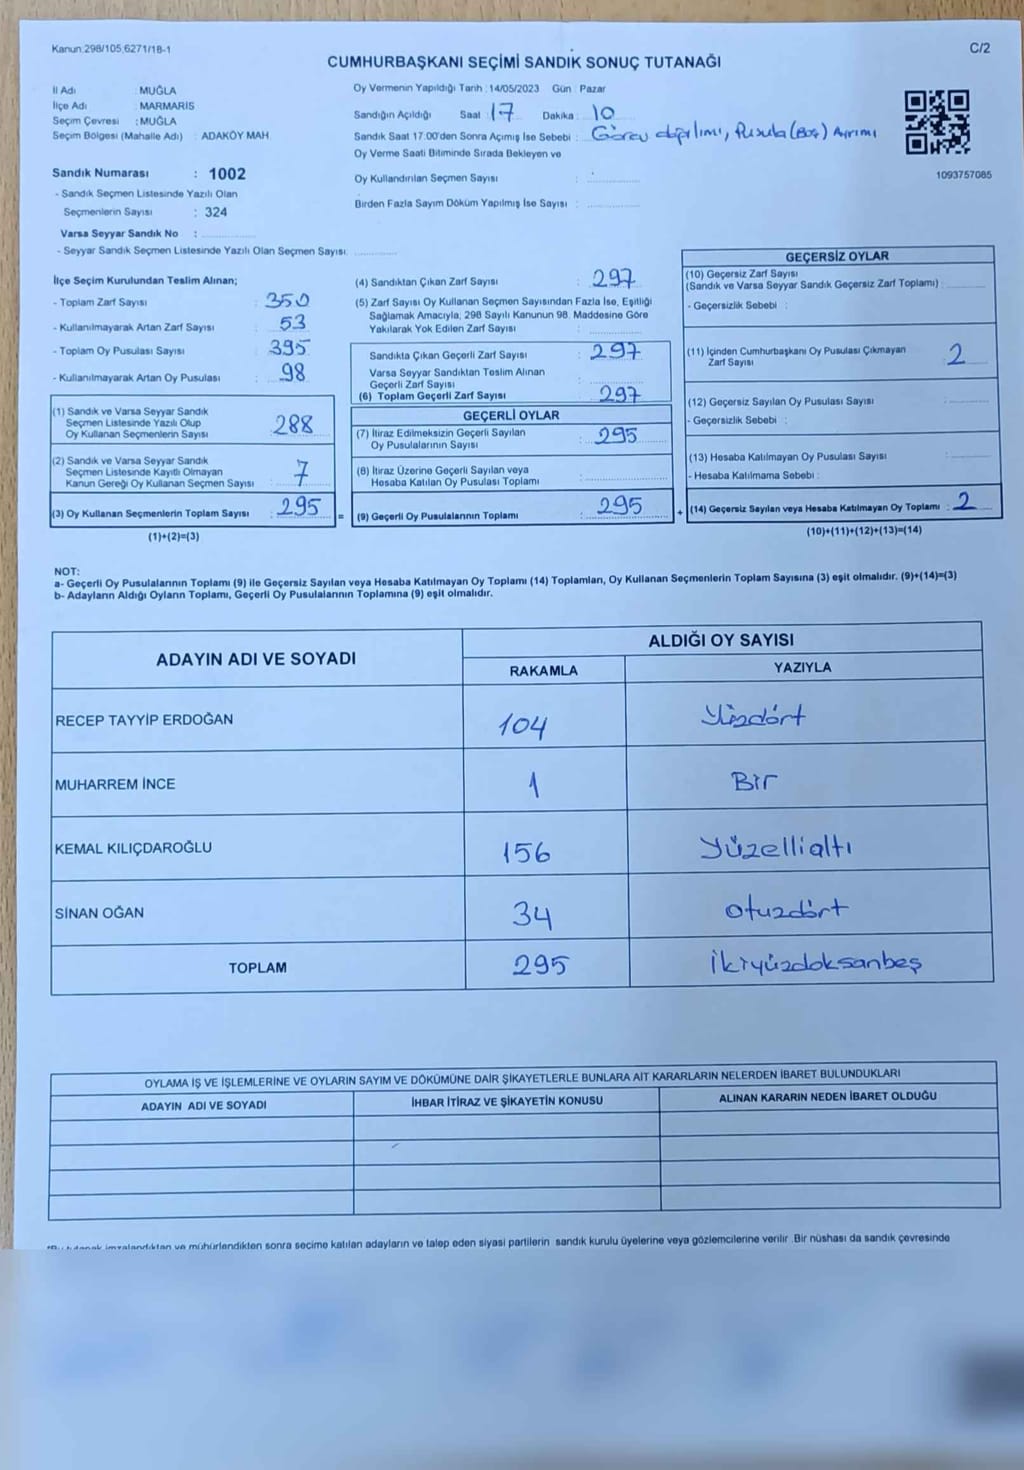 Kanun:298/105,6271/18-1
C/2
CUMHURBAŞKANI SEÇİMİ SANDIK SONUÇ TUTANAĞI
İl Adı : MUĞLA
İlçe Adı : MARMARİS
Seçim Çevresi : MUĞLA
Seçim Bölgesi (Mahalle Adı) : ADAKÖY MAH.
Sandık Numarası : 1002
- Sandık Seçmen Listesinde Yazılı Olan
Seçmenlerin Sayısı : 324
Varsa Seyyar Sandık No :
- Seyyar Sandık Seçmen Listesinde Yazılı Olan Seçmen Sayısı:
Oy Vermenin Yapıldığı Tarih : 14/05/2023 Gün : Pazar
Sandığın Açıldığı Saat : 17 Dakika : 10
Sandık Saat 17:00'den Sonra Açımış İse Sebebi : Görev dağılımı, Pusula (Boş) Ayrımı
Oy Verme Saati Bitiminde Sırada Bekleyen ve
Oy Kullandırılan Seçmen Sayısı :
Birden Fazla Sayım Döküm Yapılmış İse Sayısı :
1093757085
İlçe Seçim Kurulundan Teslim Alınan;
- Toplam Zarf Sayısı : 350
- Kullanılmayarak Artan Zarf Sayısı : 53
- Toplam Oy Pusulası Sayısı : 395
- Kullanılmayarak Artan Oy Pusulası : 98
(1) Sandık ve Varsa Seyyar Sandık
Seçmen Listesinde Yazılı Olup
Oy Kullanan Seçmenlerin Sayısı : 288
(2) Sandık ve Varsa Seyyar Sandık
Seçmen Listesinde Kayıtlı Olmayan
Kanun Gereği Oy Kullanan Seçmen Sayısı : 7
(3) Oy Kullanan Seçmenlerin Toplam Sayısı : 295
(1)+(2)=(3)
(4) Sandıktan Çıkan Zarf Sayısı : 297
(5) Zarf Sayısı Oy Kullanan Seçmen Sayısından Fazla İse, Eşitliği
Sağlamak Amacıyla, 298 Sayılı Kanunun 98. Maddesine Göre
Yakılarak Yok Edilen Zarf Sayısı :
Sandıkta Çıkan Geçerli Zarf Sayısı : 297
Varsa Seyyar Sandıktan Teslim Alınan
Geçerli Zarf Sayısı :
(6) Toplam Geçerli Zarf Sayısı : 297
GEÇERLİ OYLAR
(7) İtiraz Edilmeksizin Geçerli Sayılan
Oy Pusulalarının Sayısı : 295
(8) İtiraz Üzerine Geçerli Sayılan veya
Hesaba Katılan Oy Pusulası Toplamı :
= (9) Geçerli Oy Pusulalarının Toplamı : 295 +
GEÇERSİZ OYLAR
(10) Geçersiz Zarf Sayısı
(Sandık ve Varsa Seyyar Sandık Geçersiz Zarf Toplamı) :
- Geçersizlik Sebebi :
(11) İçinden Cumhurbaşkanı Oy Pusulası Çıkmayan
Zarf Sayısı : 2
(12) Geçersiz Sayılan Oy Pusulası Sayısı :
- Geçersizlik Sebebi :
(13) Hesaba Katılmayan Oy Pusulası Sayısı :
- Hesaba Katılmama Sebebi :
(14) Geçersiz Sayılan veya Hesaba Katılmayan Oy Toplamı : 2
(10)+(11)+(12)+(13)=(14)
NOT:
a- Geçerli Oy Pusulalarının Toplamı (9) ile Geçersiz Sayılan veya Hesaba Katılmayan Oy Toplamı (14) Toplamları, Oy Kullanan Seçmenlerin Toplam Sayısına (3) eşit olmalıdır. (9)+(14)=(3)
b- Adayların Aldığı Oyların Toplamı, Geçerli Oy Pusulalarının Toplamına (9) eşit olmalıdır.
ADAYIN ADI VE SOYADI ALDIĞI OY SAYISI
RAKAMLA YAZIYLA
RECEP TAYYİP ERDOĞAN 104 Yüzdört
MUHARREM İNCE 1 Bir
KEMAL KILIÇDAROĞLU 156 Yüzellialtı
SİNAN OĞAN 34 Otuzdört
TOPLAM 295 İkiyüzdoksanbeş
OYLAMA İŞ VE İŞLEMLERİNE VE OYLARIN SAYIM VE DÖKÜMÜNE DAİR ŞİKAYETLERLE BUNLARA AİT KARARLARIN NELERDEN İBARET BULUNDUKLARI
ADAYIN ADI VE SOYADI İHBAR İTİRAZ VE ŞİKAYETİN KONUSU ALINAN KARARIN NEDEN İBARET OLDUĞU
imzalandıktan ve mühürlendikten sonra seçime katılan adayların ve talep eden siyasi partilerin sandık kurulu üyelerine veya gözlemcilerine verilir .Bir nüshası da sandık çevresinde